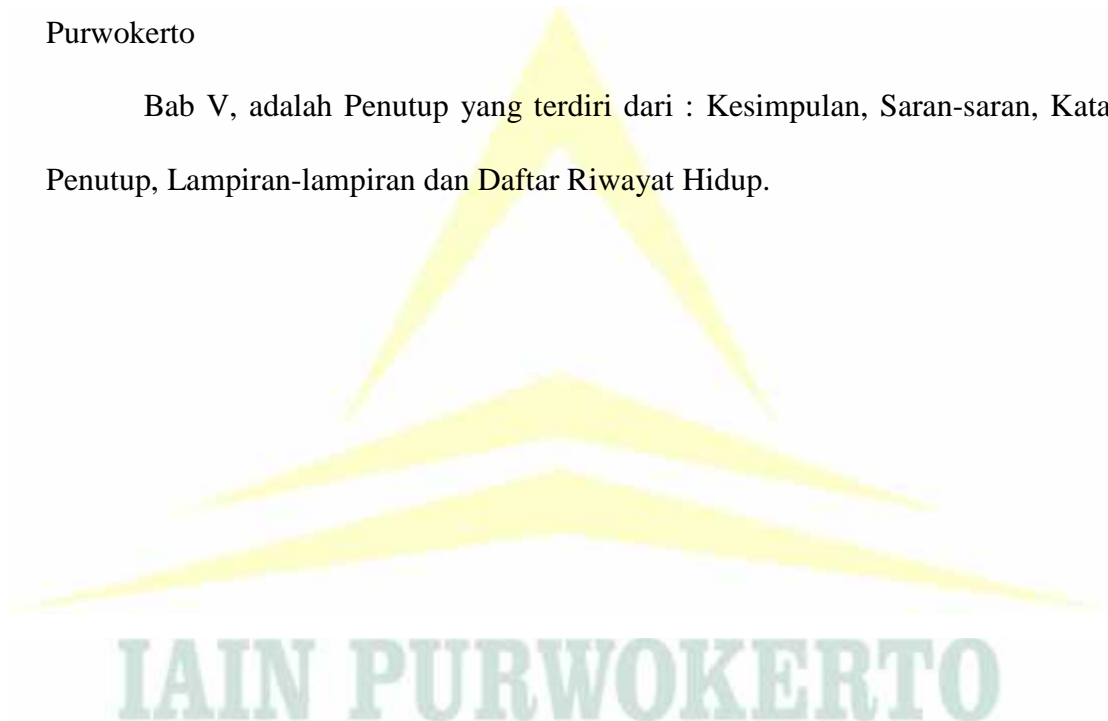 Purwokerto
Bab V, adalah Penutup yang terdiri dari : Kesimpulan, Saran-saran, Kata
Penutup, Lampiran-lampiran dan Daftar Riwayat Hidup.
IAIN PURWOKERTO